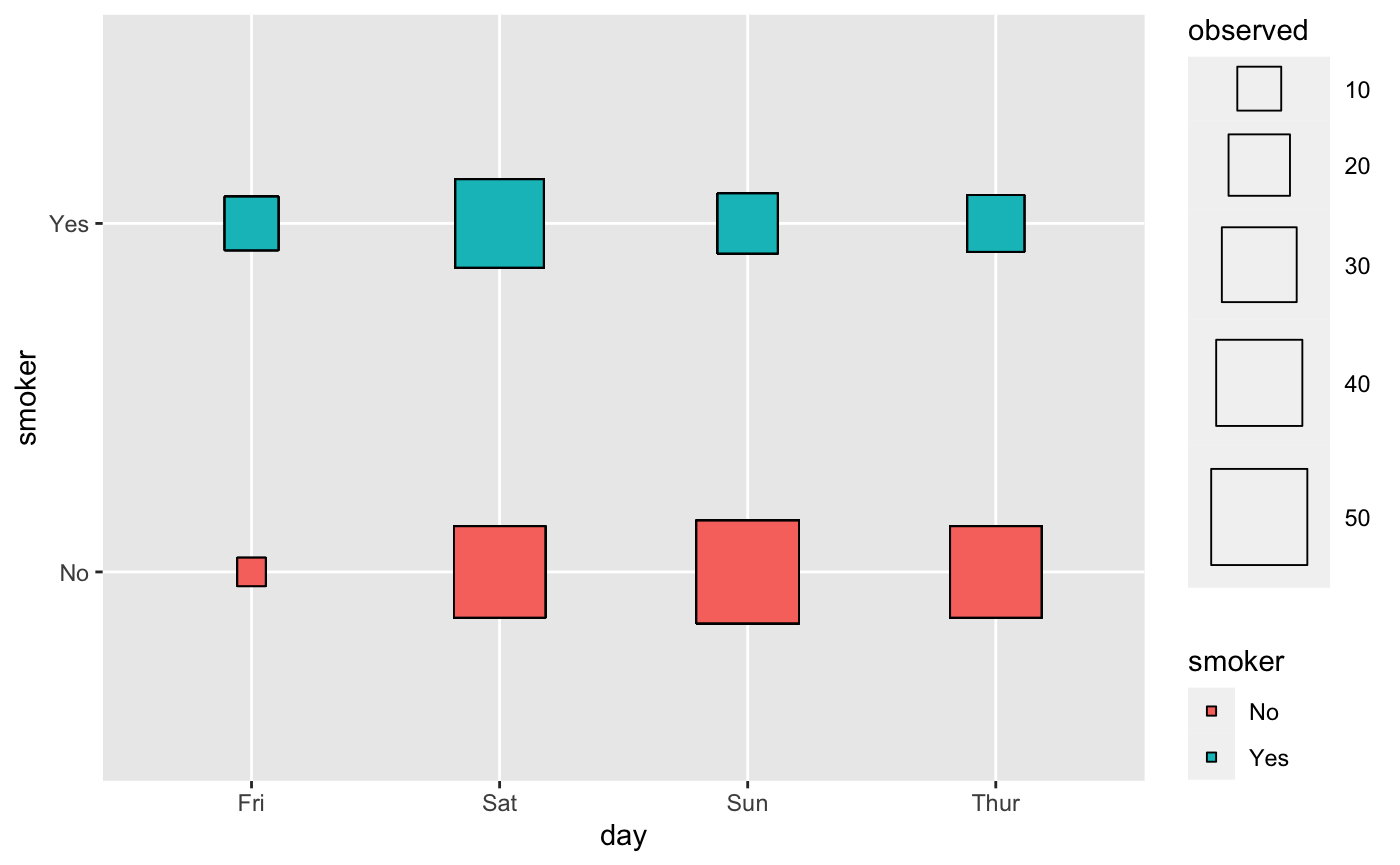 observed
10
20
30
40
50
smoker
No
Yes
Yes
No
smoker
Fri Sat Sun Thur
day